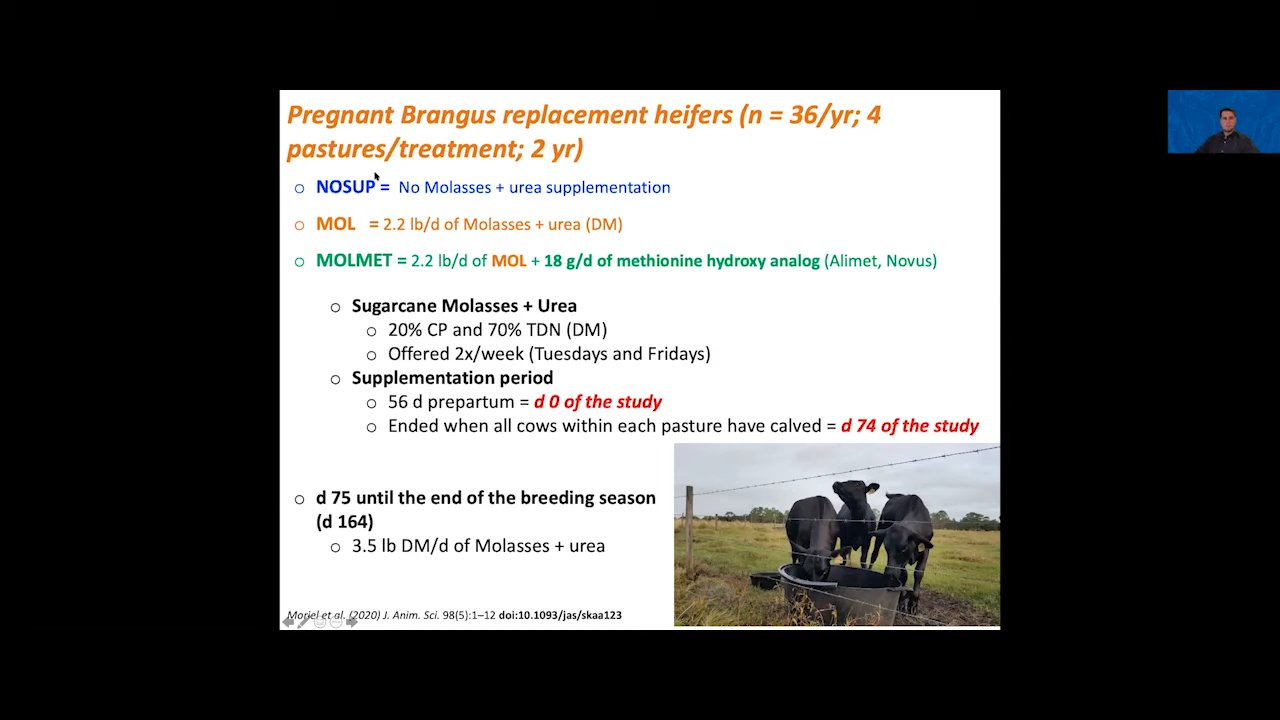 Pregnant Brangus replacement heifers (n = 36/yr; 4
pastures/treatment; 2 yr)
○ NOSUP = No Molasses + urea supplementation
○ MOL = 2.2 lb/d of Molasses + urea (DM)
○ MOLMET = 2.2 lb/d of MOL + 18 g/d of methionine hydroxy analog (Alimet, Novus)
○ Sugarcane Molasses + Urea
○ 20% CP and 70% TDN (DM)
○ Offered 2x/week (Tuesdays and Fridays)
○ Supplementation period
○ 56 d prepartum = d 0 of the study
○ Ended when all cows within each pasture have calved = d 74 of the study
○ d 75 until the end of the breeding season
(d 164)
○ 3.5 lb DM/d of Molasses + urea
Moriel et al. (2020) J. Anim. Sci. 98(5):1–12 doi:10.1093/jas/skaa123